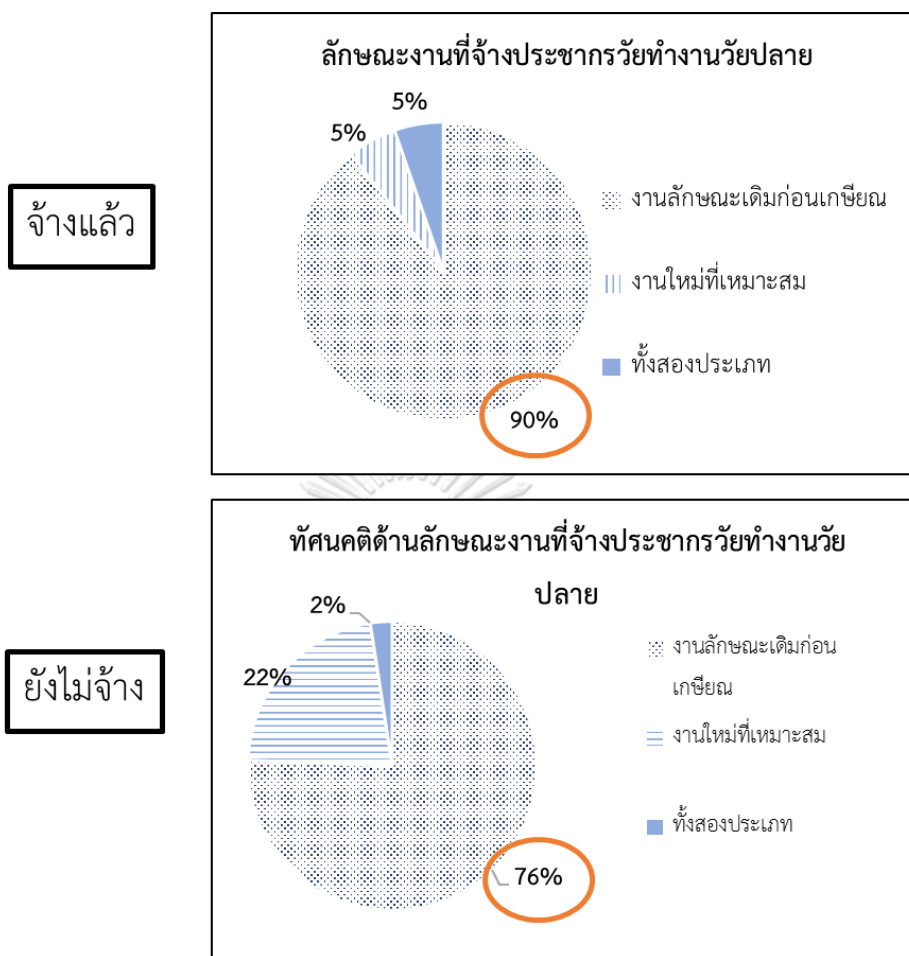 ลักษณะงานที่จ้างประชากรวัยทำงานวัยปลาย
5%
5%
จ้างแล้ว
งานลักษณะเดิมก่อนเกษียณ
งานใหม่ที่เหมาะสม
ทั้งสองประเภท
90%
ทัศนคติด้านลักษณะงานที่จ้างประชากรวัยทำงานวัย
ปลาย
2%
22%
ยังไม่จ้าง
งานลักษณะเดิมก่อน
เกษียณ
งานใหม่ที่เหมาะสม
ทั้งสองประเภท
76%